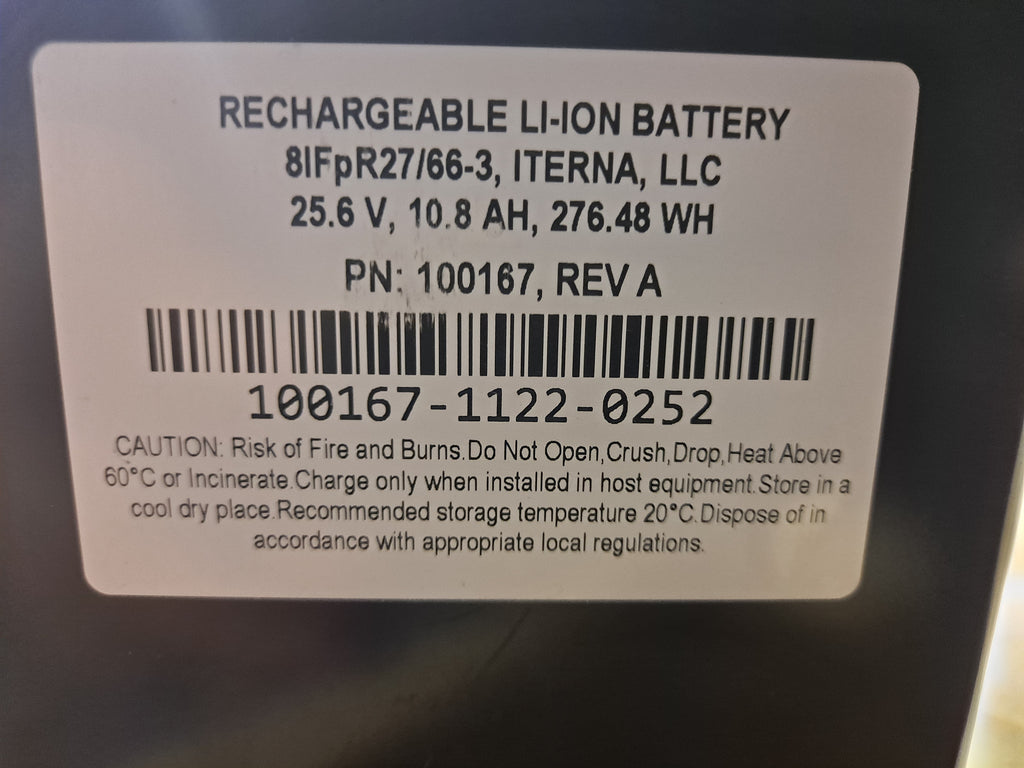 RECHARGEABLE LI-ION BATTERY
8IFpR27/66-3, ITERNA, LLC
25.6 V, 10.8 AH, 276.48 WH
PN: 100167, REV A
100167-1122-0252
CAUTION: Risk of Fire and Burns.Do Not Open,Crush,Drop,Heat Above
60°C or Incinerate.Charge only when installed in host equipment.Store in a
cool dry place.Recommended storage temperature 20°C.Dispose of in
accordance with appropriate local regulations.